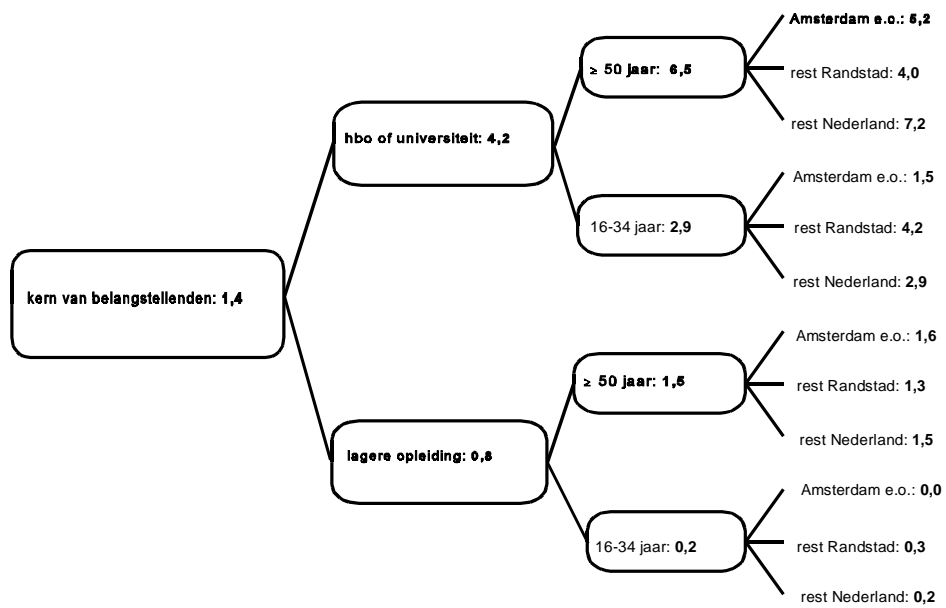 Amsterdam e.o.: 5,2
≥ 50 jaar: 6,5
rest Randstad: 4,0
rest Nederland: 7,2
hbo of universiteit: 4,2
Amsterdam e.o.: 1,5
16-34 jaar: 2,9
rest Randstad: 4,2
rest Nederland: 2,9
kern van belangstellenden: 1,4
Amsterdam e.o.: 1,6
≥ 50 jaar: 1,5
rest Randstad: 1,3
rest Nederland: 1,5
lagere opleiding: 0,8
Amsterdam e.o.: 0,0
16-34 jaar: 0,2
rest Randstad: 0,3
rest Nederland: 0,2